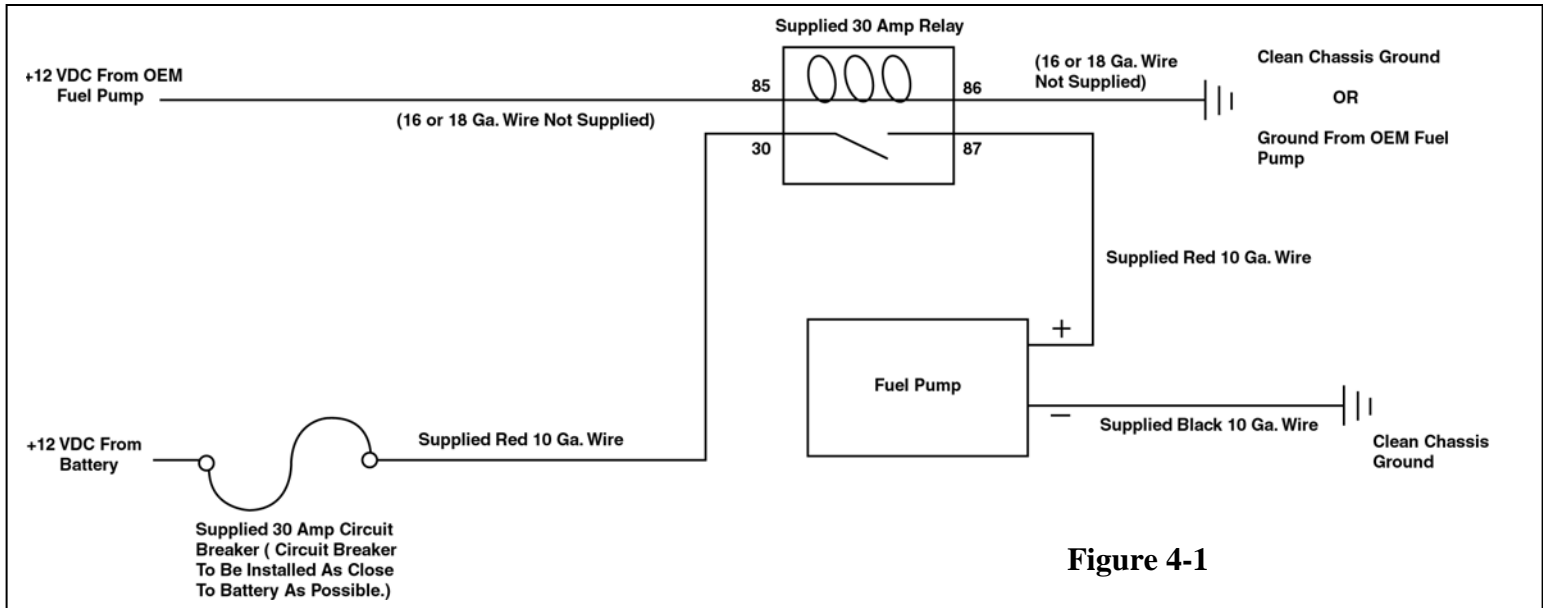 Supplied 30 Amp Relay
+12 VDC From OEM
Fuel Pump
85
86
(16 or 18 Ga. Wire
Not Supplied)
Clean Chassis Ground
OR
Ground From OEM Fuel
Pump
(16 or 18 Ga. Wire Not Supplied)
30
87
Supplied Red 10 Ga. Wire
+
Fuel Pump
–
Supplied Black 10 Ga. Wire
Clean Chassis
Ground
+12 VDC From
Battery
Supplied Red 10 Ga. Wire
Supplied 30 Amp Circuit
Breaker ( Circuit Breaker
To Be Installed As Close
To Battery As Possible.)
Figure 4-1